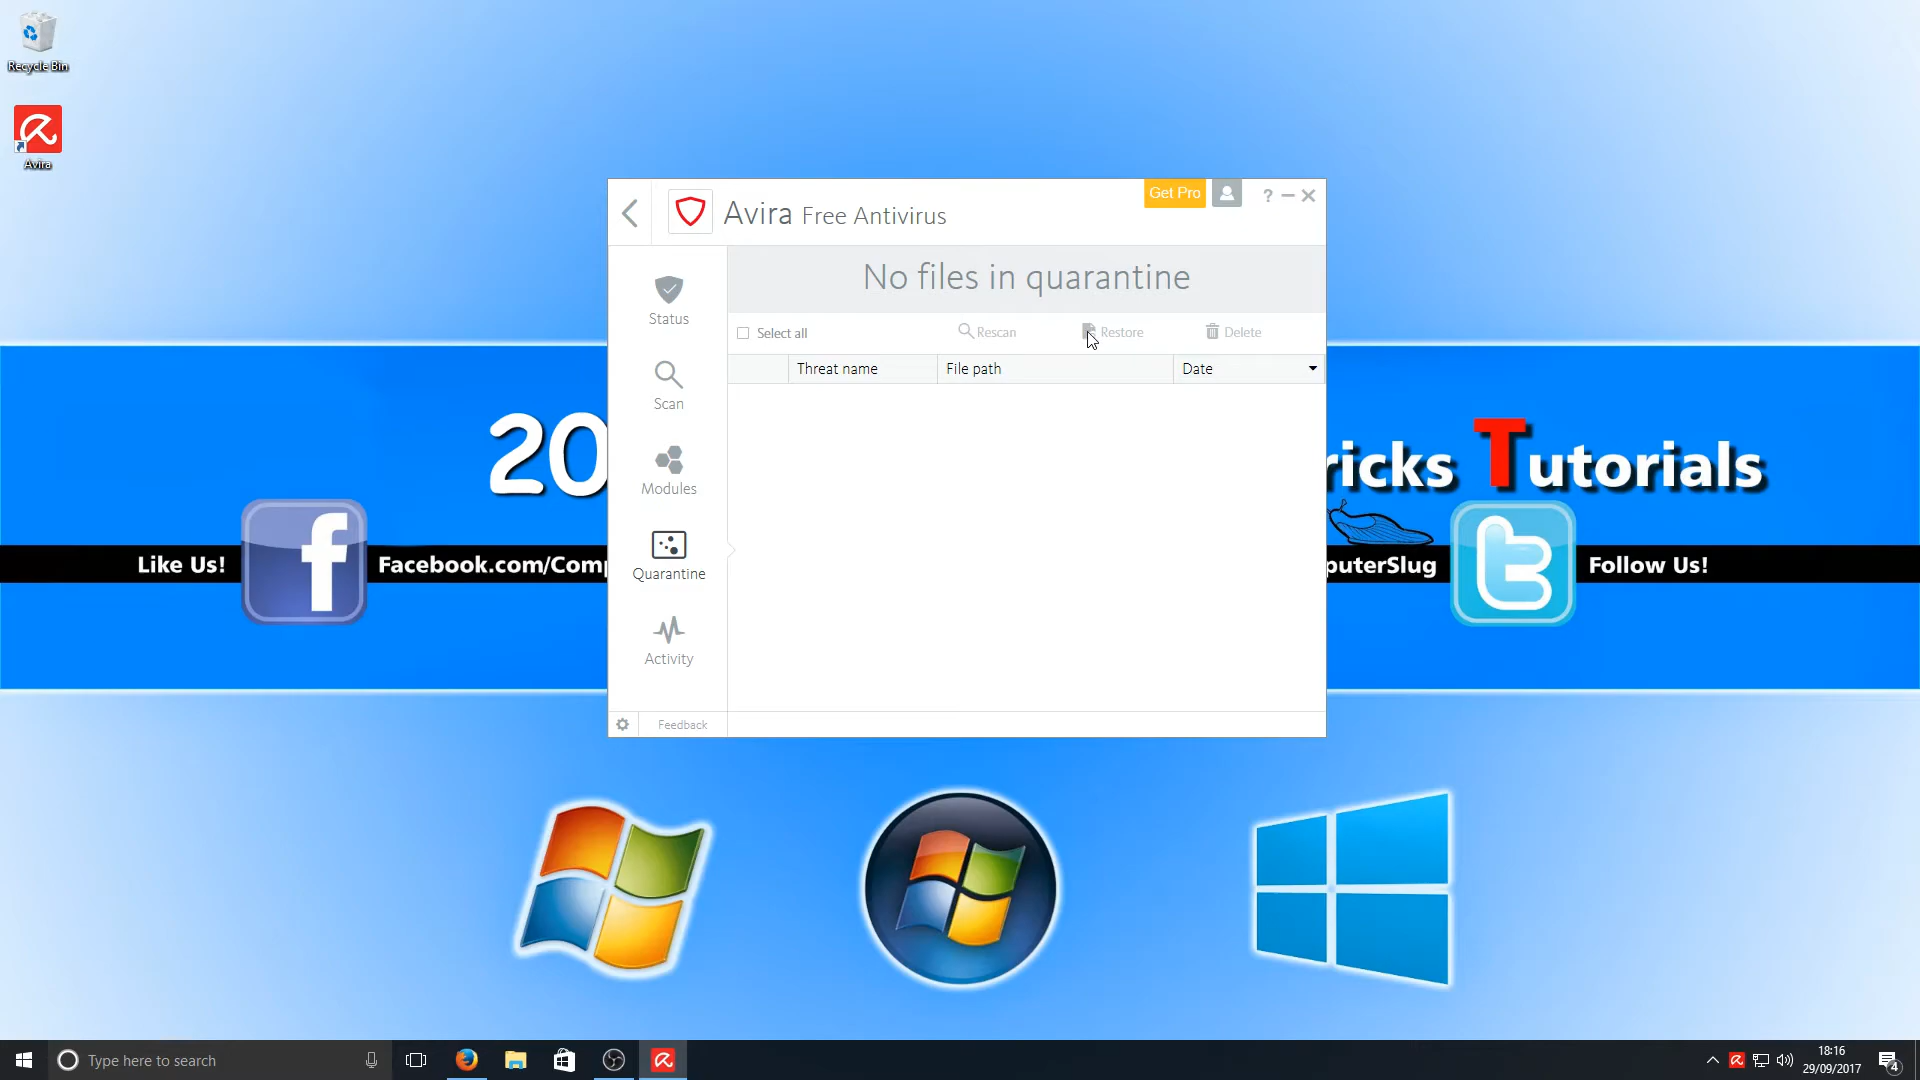 Recycle Bin
Avira
Get Pro
?
Avira Free Antivirus
No files in quarantine
Select all
Rescan
Restore
Delete
Threat name
File path
Date
Status
Scan
Modules
Quarantine
Activity
Feedback
20
ricks Tutorials
Like Us!
f
Facebook.com/Comp
puterSlug
t
Follow Us!
Type here to search
18:16
29/09/2017
4